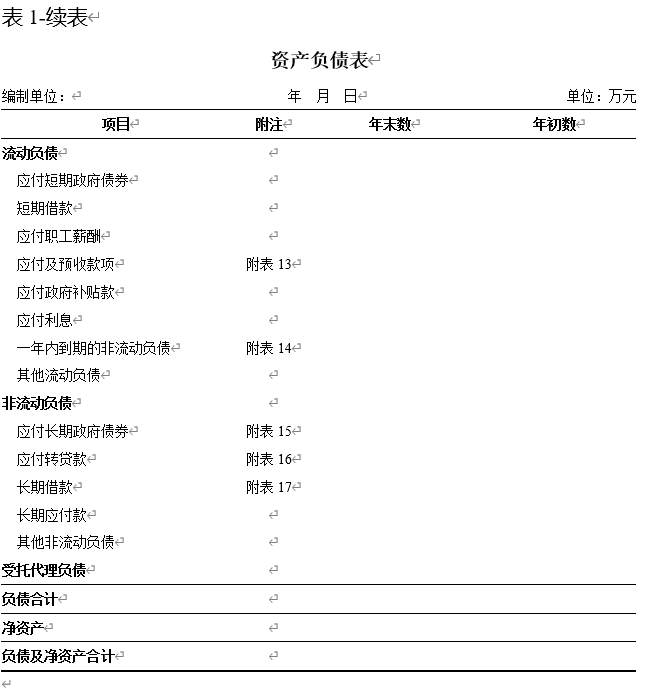 表 1-续表
资产负债表
编制单位： 年 月 日 单位：万元
项目 附注 年末数 年初数
流动负债
应付短期政府债券
短期借款
应付职工薪酬
应付及预收款项 附表 13
应付政府补贴款
应付利息
一年内到期的非流动负债 附表 14
其他流动负债
非流动负债
应付长期政府债券 附表 15
应付转贷款 附表 16
长期借款 附表 17
长期应付款
其他非流动负债
受托代理负债
负债合计
净资产
负债及净资产合计